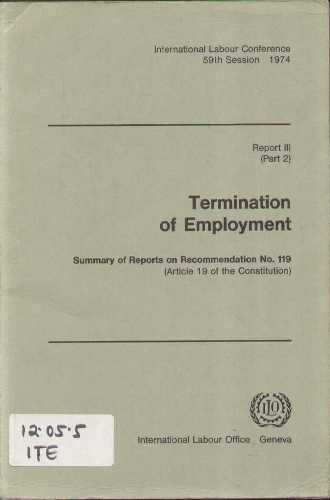 International Labour Conference
59th Session 1974
Report III
(Part 2)
Termination
of Employment
Summary of Reports on Recommendation No. 119
(Article 19 of the Constitution)
ILO
12.05.5
ITE
International Labour Office Geneva